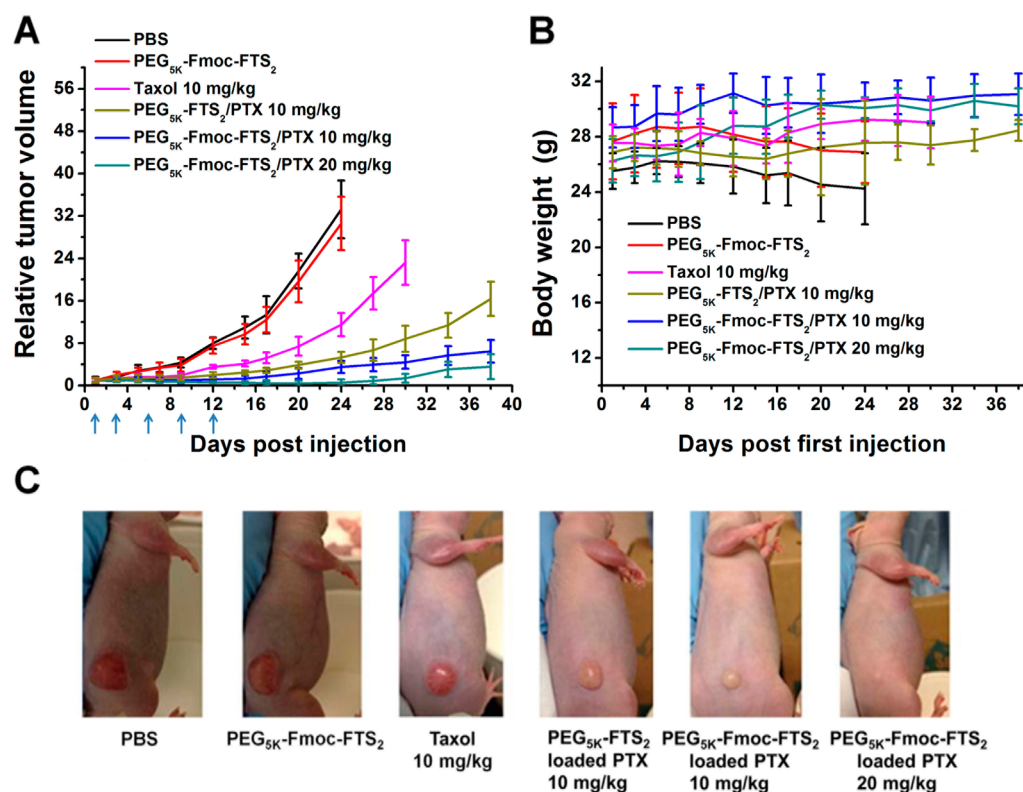 A
PBS
PEG5K-Fmoc-FTS2
Taxol 10 mg/kg
PEG5K-FTS2/PTX 10 mg/kg
PEG5K-Fmoc-FTS2/PTX 10 mg/kg
PEG5K-Fmoc-FTS2/PTX 20 mg/kg
Relative tumor volume
56
48
40
32
24
16
8
0
0 4 8 12 16 20 24 28 32 36 40
Days post injection
B
Body weight (g)
32
28
24
20
16
12
PBS
PEG5K-Fmoc-FTS2
Taxol 10 mg/kg
PEG5K-FTS2/PTX 10 mg/kg
PEG5K-Fmoc-FTS2/PTX 10 mg/kg
PEG5K-Fmoc-FTS2/PTX 20 mg/kg
0 4 8 12 16 20 24 28 32 36
Days post first injection
C
PBS
PEG5K-Fmoc-FTS2
Taxol
10 mg/kg
PEG5K-FTS2
loaded PTX
10 mg/kg
PEG5K-Fmoc-FTS2
loaded PTX
10 mg/kg
PEG5K-Fmoc-FTS2
loaded PTX
20 mg/kg